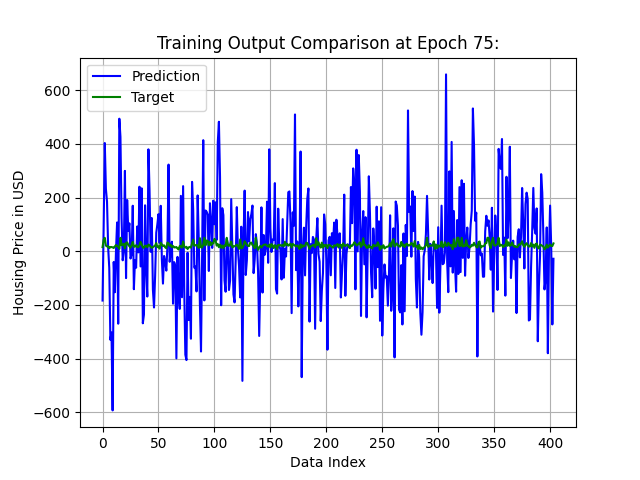 Training Output Comparison at Epoch 75:
Prediction
Target
Housing Price in USD
600
400
200
0
−200
−400
−600
0 50 100 150 200 250 300 350 400
Data Index